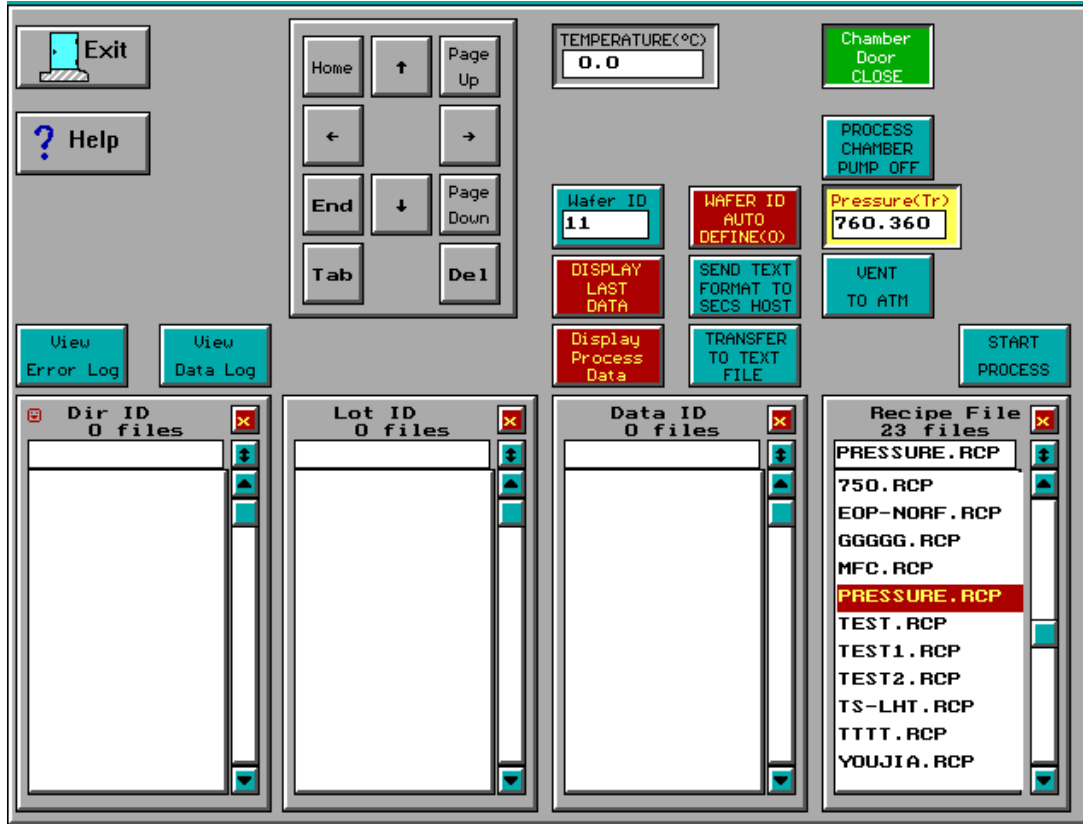 Exit
Help
Home
↑
Page
Up
←
→
End
↓
Page
Down
Tab
Del
TEMPERATURE(°C)
0.0
Chamber
Door
CLOSE
PROCESS
CHAMBER
PUMP OFF
Wafer ID
11
WAFER ID
AUTO
DEFINE(O)
Pressure(Tr)
760.360
DISPLAY
LAST
DATA
SEND TEXT
FORMAT TO
SECS HOST
VENT
TO ATM
View
Error Log
View
Data Log
Display
Process
Data
TRANSFER
TO TEXT
FILE
START
PROCESS
Dir ID
0 files
Lot ID
0 files
Data ID
0 files
Recipe File
23 files
PRESSURE.RCP
750.RCP
EOP-NORF.RCP
GGGGG.RCP
MFC.RCP
PRESSURE.RCP
TEST.RCP
TEST1.RCP
TEST2.RCP
TS-LHT.RCP
TTTT.RCP
YOUJIA.RCP